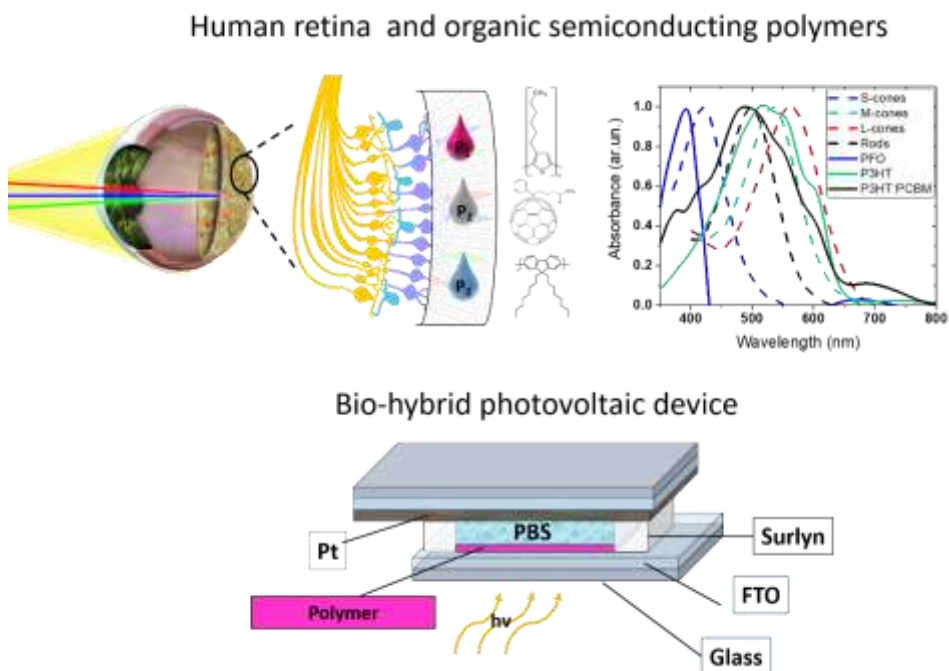 Human retina and organic semiconducting polymers
P₂
P₃
Absorbance (ar.un.)
1.0
0.8
0.6
0.4
0.2
0.0
400
500
600
700
800
Wavelength (nm)
S-cones
M-cones
L-cones
Rods
PFO
P3HT
P3HT:PCBM
Bio-hybrid photovoltaic device
Pt
PBS
Surlyn
Polymer
hν
FTO
Glass